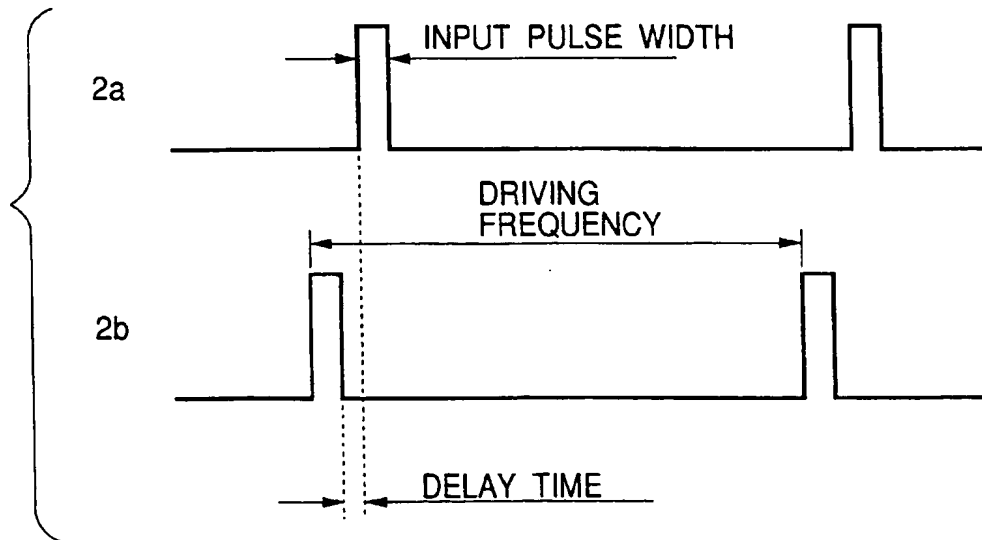 INPUT PULSE WIDTH
2a
DRIVING
FREQUENCY
2b
DELAY TIME